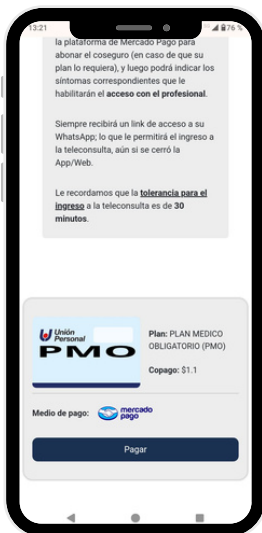 13:21
76 %
la plataforma de Mercado Pago para
abonar el coseguro (en caso de que su
plan lo requiera), y luego podrá indicar los
síntomas correspondientes que le
habilitarán el acceso con el profesional.
Siempre recibirá un link de acceso a su
WhatsApp; lo que le permitirá el ingreso a
la teleconsulta, aún si se cerró la
App/Web.
Le recordamos que la tolerancia para el
ingreso a la teleconsulta es de 30
minutos.
Unión
Personal
PMO
Plan: PLAN MEDICO
OBLIGATORIO (PMO)
Copago: $1.1
Medio de pago:
mercado
pago
Pagar